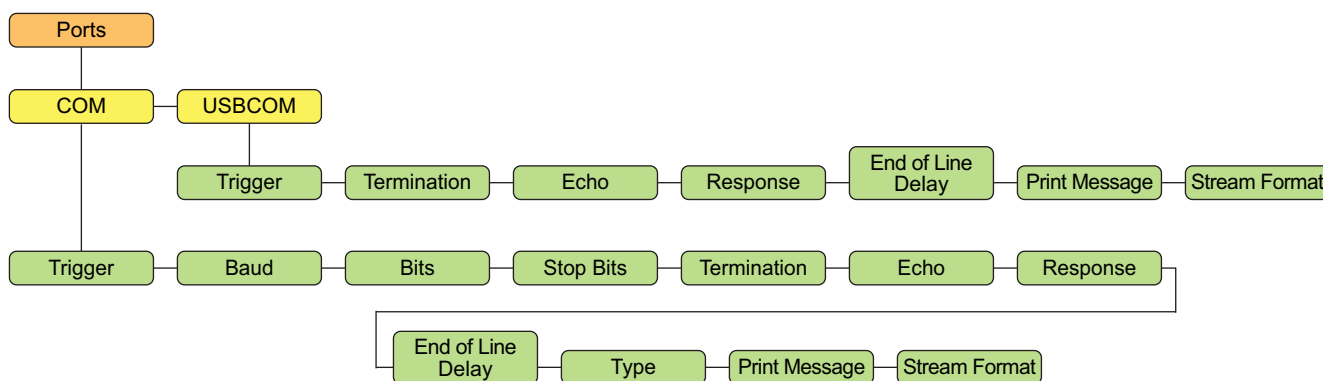 Ports
COM
USBCOM
Trigger
Termination
Echo
Response
End of Line
Delay
Print Message
Stream Format
Trigger
Baud
Bits
Stop Bits
Termination
Echo
Response
End of Line
Delay
Type
Print Message
Stream Format